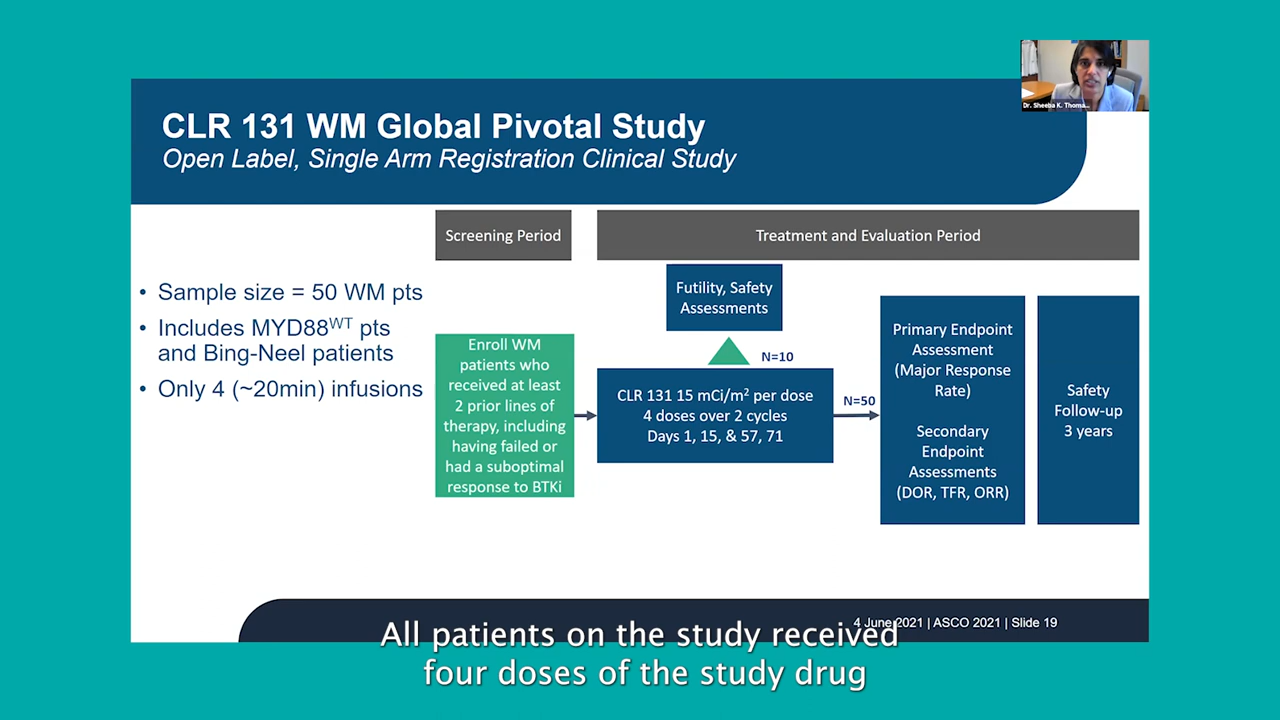 Dr. Sheeba K. Thoma...
CLR 131 WM Global Pivotal Study
Open Label, Single Arm Registration Clinical Study
Screening Period
Treatment and Evaluation Period
• Sample size = 50 WM pts
• Includes MYD88WT pts
and Bing-Neel patients
• Only 4 (~20min) infusions
Enroll WM
patients who
received at least
2 prior lines of
therapy, including
having failed or
had a suboptimal
response to BTKi
Futility, Safety
Assessments
N=10
CLR 131 15 mCi/m2 per dose
4 doses over 2 cycles
Days 1, 15, & 57, 71
N=50
Primary Endpoint
Assessment
(Major Response
Rate)
Secondary
Endpoint
Assessments
(DOR, TFR, ORR)
Safety
Follow-up
3 years
4 June 2021 | ASCO 2021 | Slide 19
All patients on the study received
four doses of the study drug